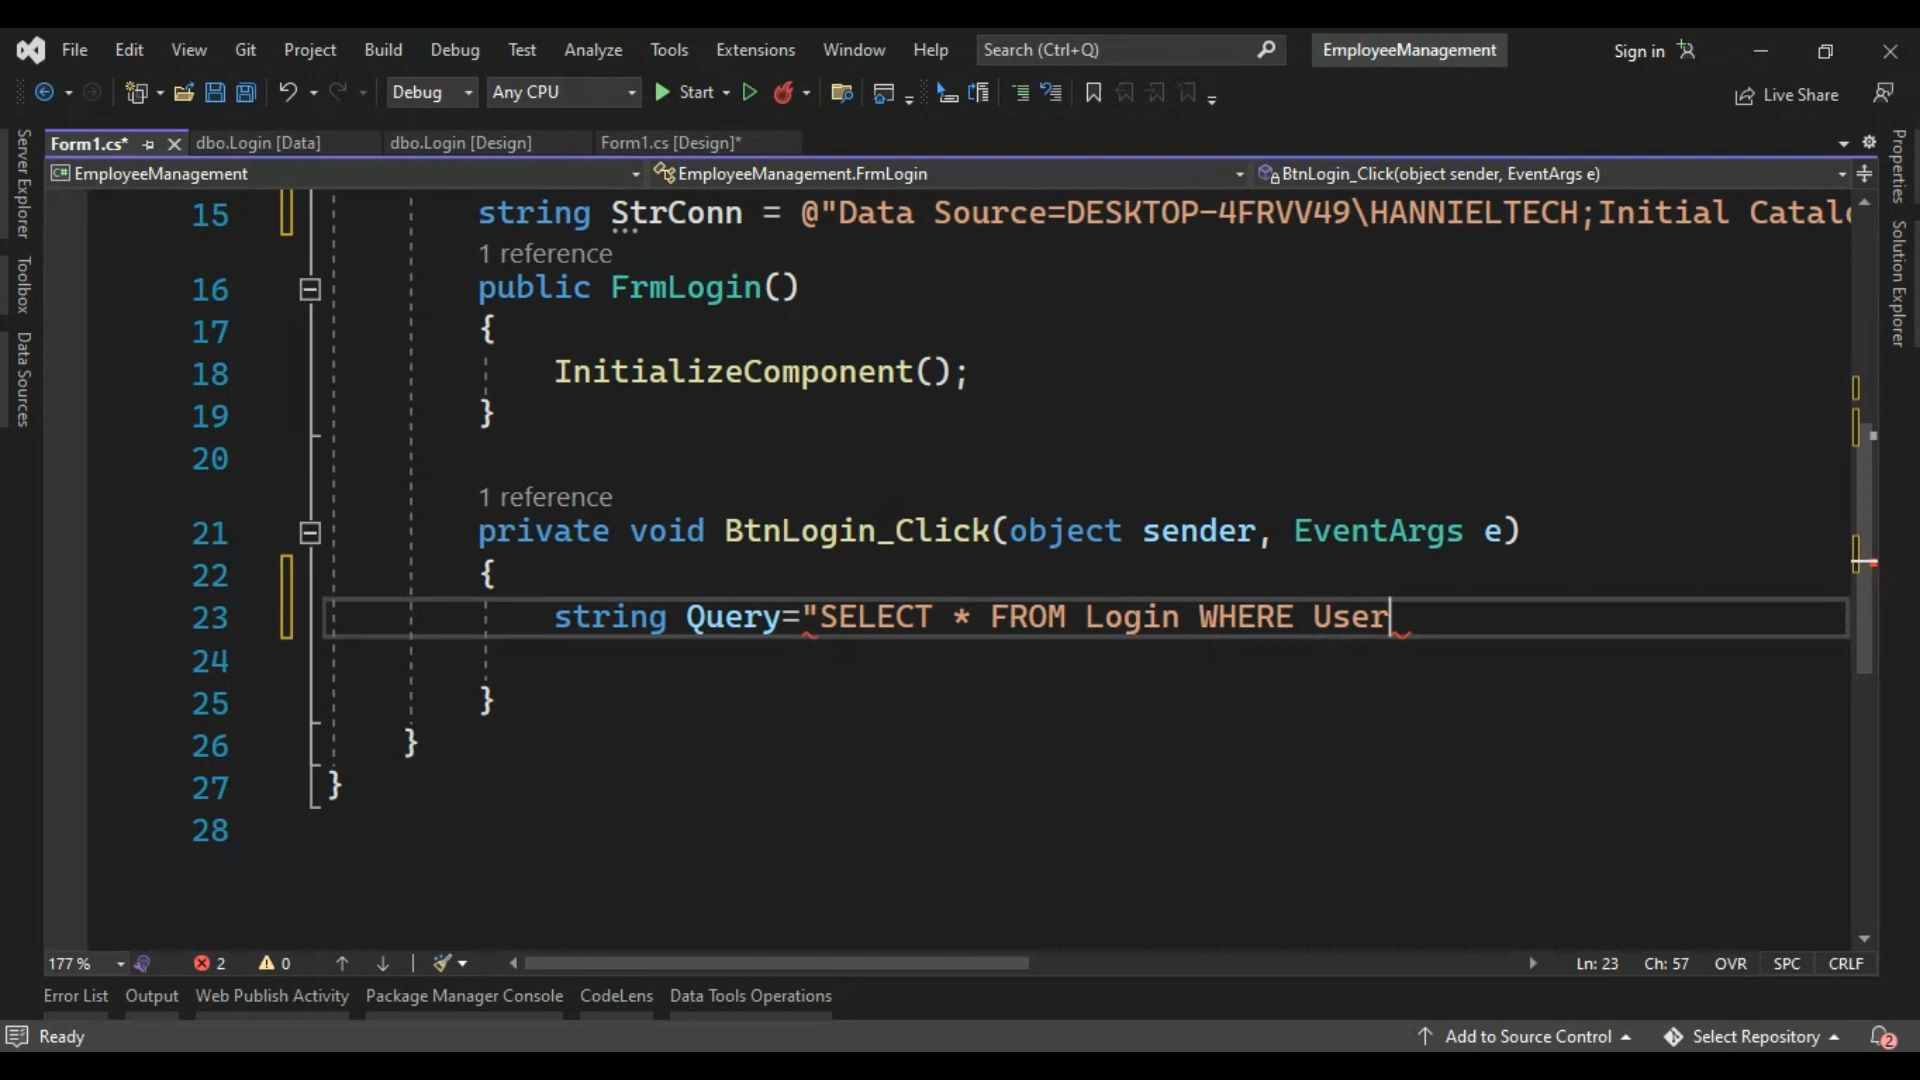 File Edit View Git Project Build Debug Test Analyze Tools Extensions Window Help Search (Ctrl+Q) EmployeeManagement Sign in
Debug Any CPU Start Live Share
Form1.cs* dbo.Login [Data] dbo.Login [Design] Form1.cs [Design]*
EmployeeManagement EmployeeManagement.FrmLogin BtnLogin_Click(object sender, EventArgs e)
Server Explorer
Toolbox
Data Sources
Properties
Solution Explorer
15 string StrConn = @"Data Source=DESKTOP-4FRVV49\HANNIELTECH;Initial Catal
1 reference
16 public FrmLogin()
17 {
18 InitializeComponent();
19 }
20
1 reference
21 private void BtnLogin_Click(object sender, EventArgs e)
22 {
23 string Query="SELECT * FROM Login WHERE User
24
25 }
26 }
27 }
28
177 % 2 0 Ln: 23 Ch: 57 OVR SPC CRLF
Error List Output Web Publish Activity Package Manager Console CodeLens Data Tools Operations
Ready Add to Source Control Select Repository 2